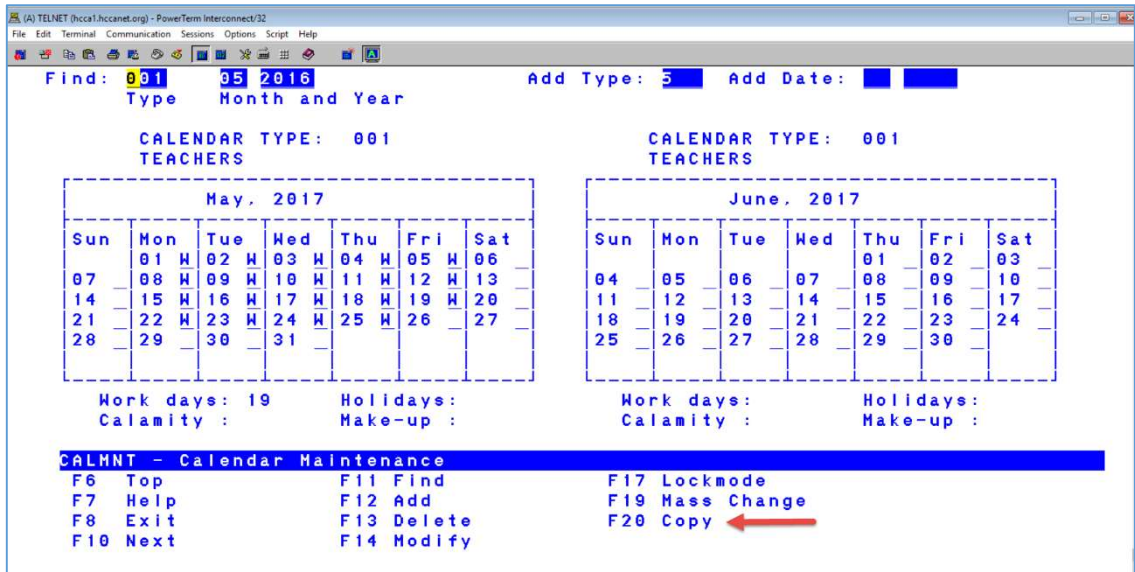 (A) TELNET (hcca1.hccanet.org) - PowerTerm Interconnect/32
File Edit Terminal Communication Sessions Options Script Help
Find: 001 05 2016 Add Type: 5 Add Date:
Type Month and Year
CALENDAR TYPE: 001 CALENDAR TYPE: 001
TEACHERS TEACHERS
May, 2017 June, 2017
Sun Mon Tue Wed Thu Fri Sat Sun Mon Tue Wed Thu Fri Sat
01 W 02 W 03 W 04 W 05 W 06 _ 01 _ 02 _ 03 _
07 _ 08 W 09 W 10 W 11 W 12 W 13 _ 04 _ 05 _ 06 _ 07 _ 08 _ 09 _ 10 _
14 _ 15 W 16 W 17 W 18 W 19 W 20 _ 11 _ 12 _ 13 _ 14 _ 15 _ 16 _ 17 _
21 _ 22 W 23 W 24 W 25 W 26 _ 27 _ 18 _ 19 _ 20 _ 21 _ 22 _ 23 _ 24 _
28 _ 29 _ 30 _ 31 _ 25 _ 26 _ 27 _ 28 _ 29 _ 30 _
Work days: 19 Holidays: Work days: Holidays:
Calamity : Make-up : Calamity : Make-up :
CALMNT - Calendar Maintenance
F6 Top F11 Find F17 Lockmode
F7 Help F12 Add F19 Mass Change
F8 Exit F13 Delete F20 Copy
F10 Next F14 Modify